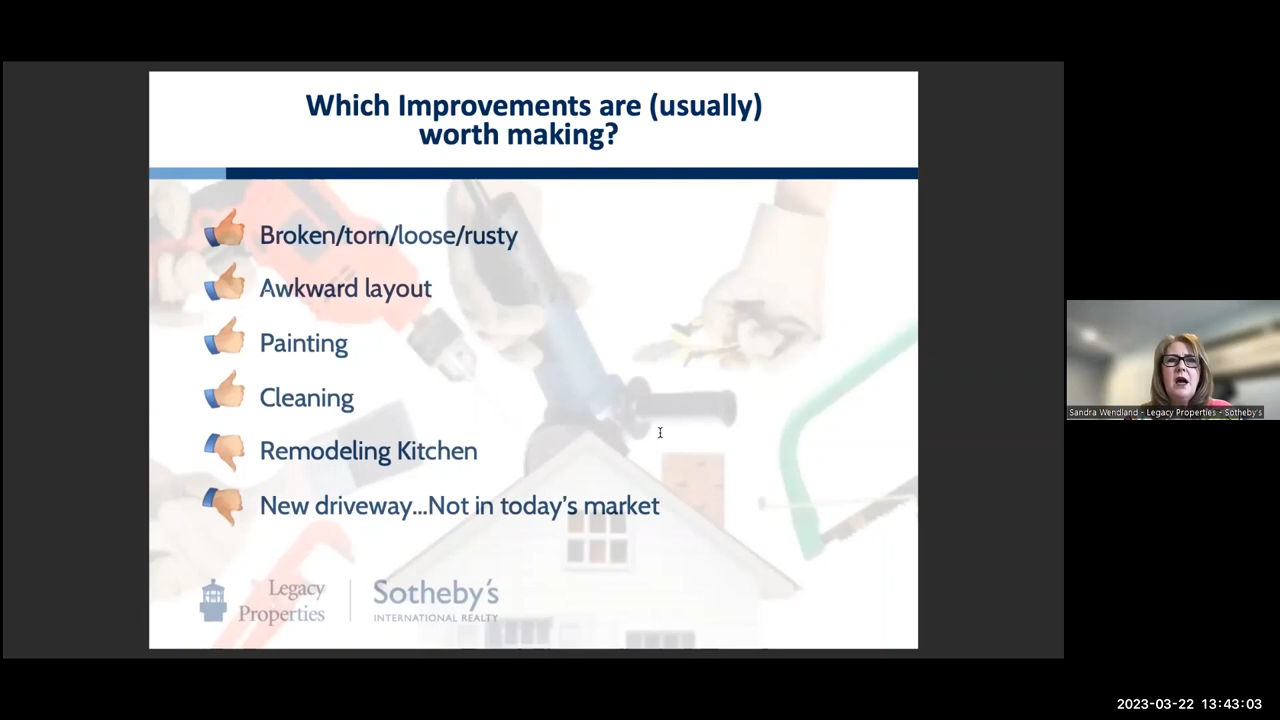 Which Improvements are (usually)
worth making?
Broken/torn/loose/rusty
Awkward layout
Painting
Cleaning
Remodeling Kitchen
New driveway...Not in today's market
Legacy
Properties
Sotheby's
INTERNATIONAL REALTY
Sandra Wendland - Legacy Properties - Sotheby's
2023-03-22 13:43:03